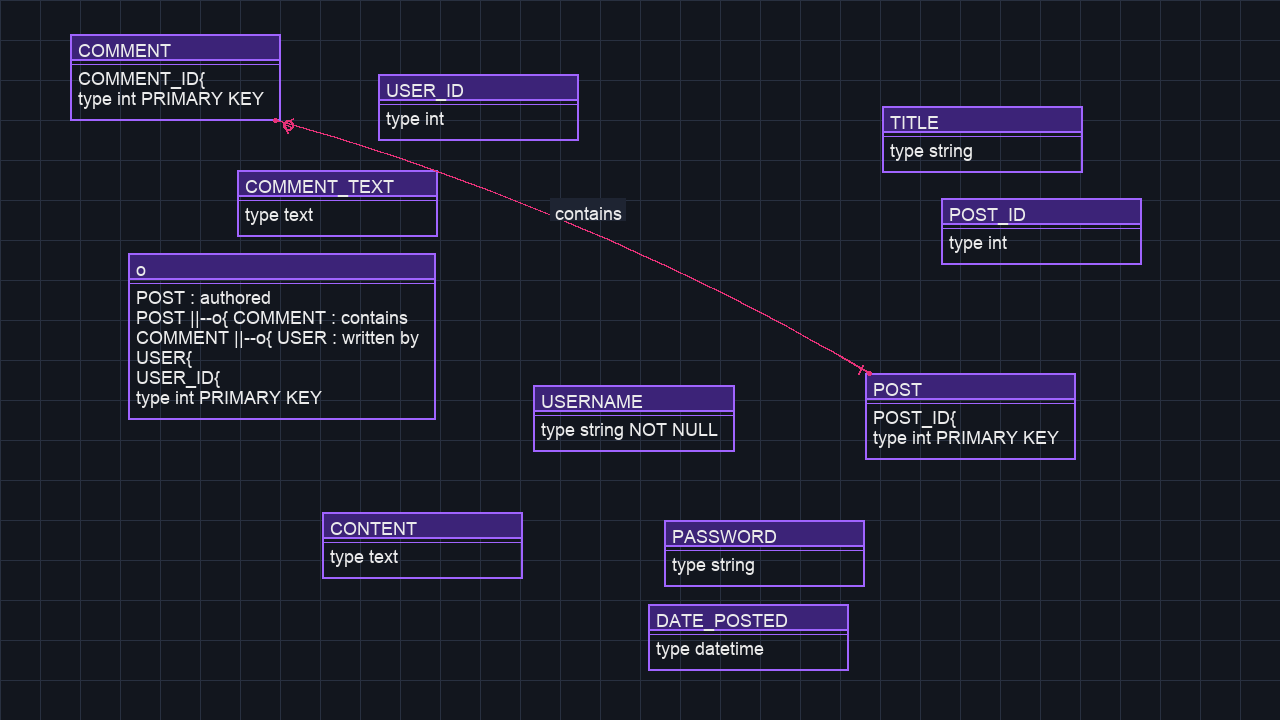 COMMENT
COMMENT_ID{
type int PRIMARY KEY
USER_ID
type int
TITLE
type string
COMMENT_TEXT
type text
contains
POST_ID
type int
o
POST : authored
POST ||--o{ COMMENT : contains
COMMENT ||--o{ USER : written by
USER{
USER_ID{
type int PRIMARY KEY
USERNAME
type string NOT NULL
POST
POST_ID{
type int PRIMARY KEY
CONTENT
type text
PASSWORD
type string
DATE_POSTED
type datetime